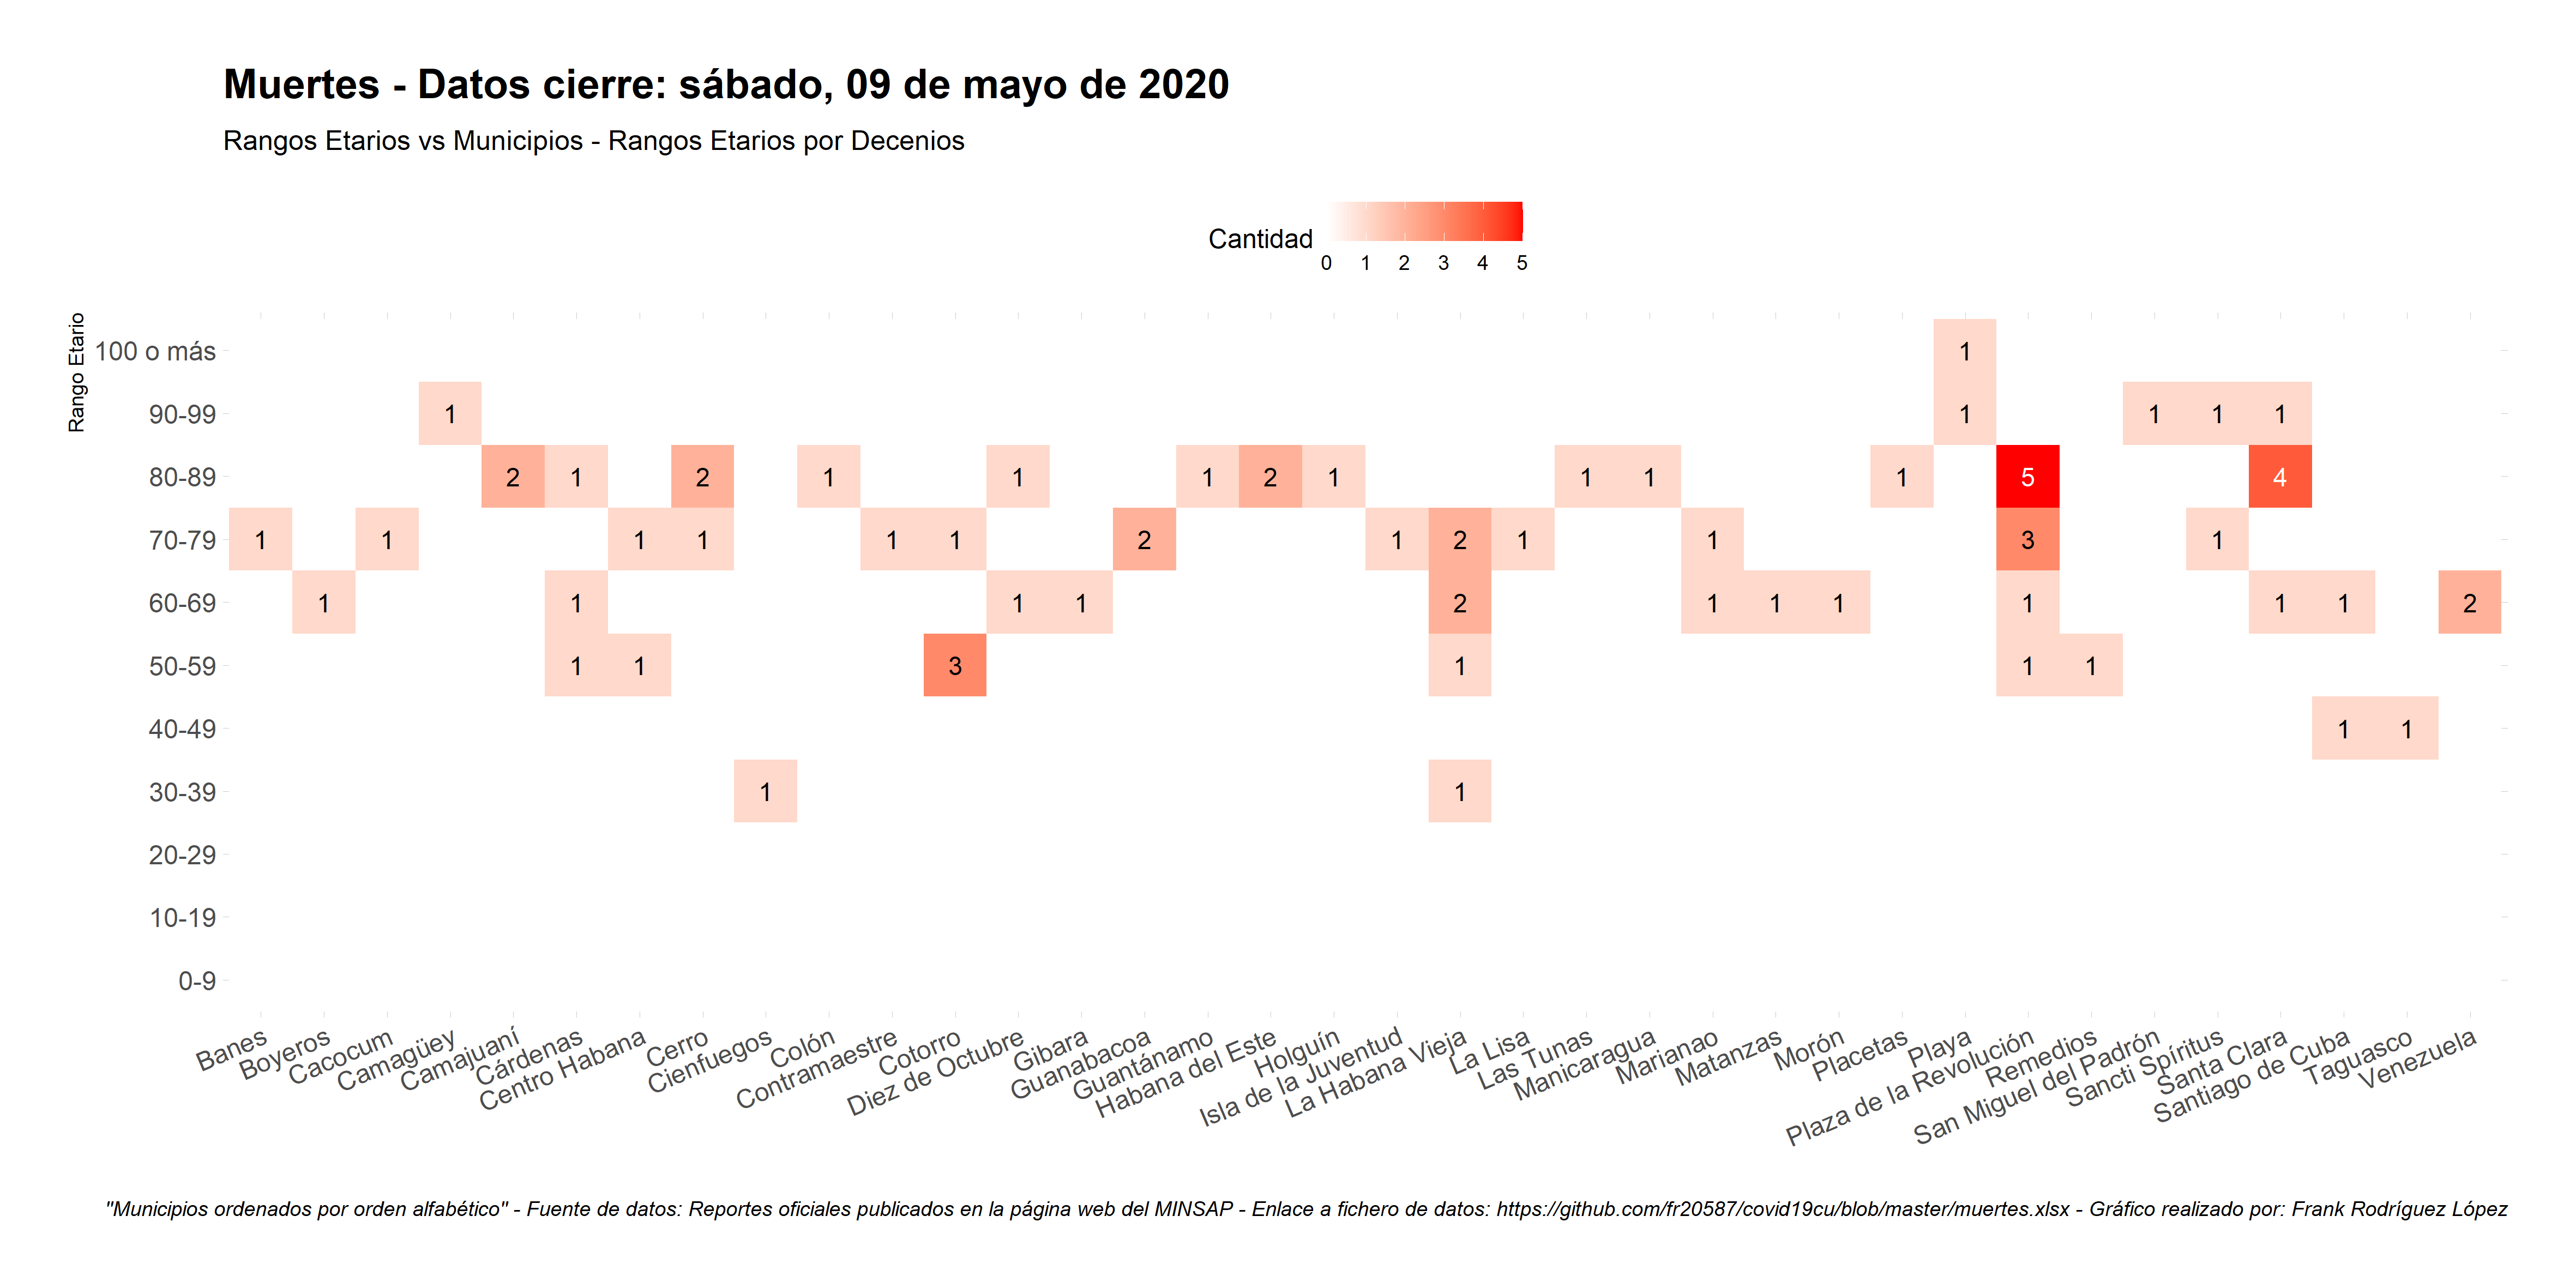 Muertes - Datos cierre: sábado, 09 de mayo de 2020
Rangos Etarios vs Municipios - Rangos Etarios por Decenios
Cantidad
0 1 2 3 4 5
Rango Etario
100 o más 1
90-99 1 1 1 1 1
80-89 2 1 2 1 1 1 2 1 1 1 1 5 4
70-79 1 1 1 1 1 1 2 1 2 1 1 3 1
60-69 1 1 1 1 2 1 1 1 1 1 1 2
50-59 1 1 3 1 1 1
40-49 1 1
30-39 1 1
20-29
10-19
0-9
Banes
Boyeros
Cacocum
Camagüey
Camajuaní
Cárdenas
Centro Habana
Cerro
Cienfuegos
Colón
Contramaestre
Cotorro
Diez de Octubre
Gibara
Guanabacoa
Guantánamo
Habana del Este
Holguín
Isla de la Juventud
La Habana Vieja
La Lisa
Las Tunas
Manicaragua
Marianao
Matanzas
Morón
Placetas
Playa
Plaza de la Revolución
Remedios
San Miguel del Padrón
Sancti Spíritus
Santa Clara
Santiago de Cuba
Taguasco
Venezuela
"Municipios ordenados por orden alfabético" - Fuente de datos: Reportes oficiales publicados en la página web del MINSAP - Enlace a fichero de datos: https://github.com/fr20587/covid19cu/blob/master/muertes.xlsx - Gráfico realizado por: Frank Rodríguez López